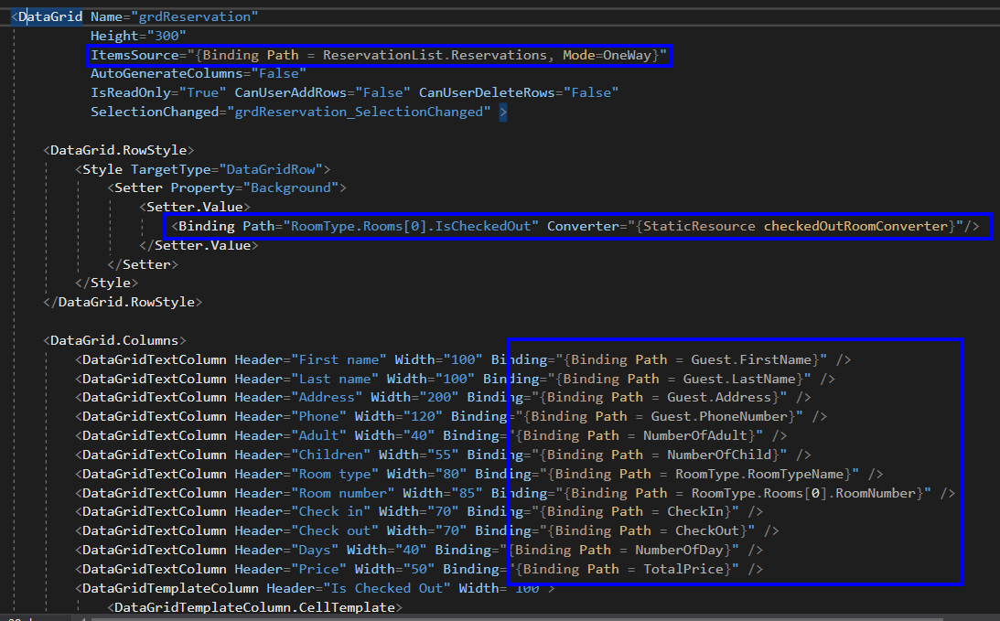 <DataGrid Name="grdReservation"
Height="300"
ItemsSource="{Binding Path = ReservationList.Reservations, Mode=OneWay}"
AutoGenerateColumns="False"
IsReadOnly="True" CanUserAddRows="False" CanUserDeleteRows="False"
SelectionChanged="grdReservation_SelectionChanged" >
<DataGrid.RowStyle>
<Style TargetType="DataGridRow">
<Setter Property="Background">
<Setter.Value>
<Binding Path="RoomType.Rooms[0].IsCheckedOut" Converter="{StaticResource checkedOutRoomConverter}"/>
</Setter.Value>
</Setter>
</Style>
</DataGrid.RowStyle>
<DataGrid.Columns>
<DataGridTextColumn Header="First name" Width="100" Binding="{Binding Path = Guest.FirstName}" />
<DataGridTextColumn Header="Last name" Width="100" Binding="{Binding Path = Guest.LastName}" />
<DataGridTextColumn Header="Address" Width="200" Binding="{Binding Path = Guest.Address}" />
<DataGridTextColumn Header="Phone" Width="120" Binding="{Binding Path = Guest.PhoneNumber}" />
<DataGridTextColumn Header="Adult" Width="40" Binding="{Binding Path = NumberOfAdult}" />
<DataGridTextColumn Header="Children" Width="55" Binding="{Binding Path = NumberOfChild}" />
<DataGridTextColumn Header="Room type" Width="80" Binding="{Binding Path = RoomType.RoomTypeName}" />
<DataGridTextColumn Header="Room number" Width="85" Binding="{Binding Path = RoomType.Rooms[0].RoomNumber}" />
<DataGridTextColumn Header="Check in" Width="70" Binding="{Binding Path = CheckIn}" />
<DataGridTextColumn Header="Check out" Width="70" Binding="{Binding Path = CheckOut}" />
<DataGridTextColumn Header="Days" Width="40" Binding="{Binding Path = NumberOfDay}" />
<DataGridTextColumn Header="Price" Width="50" Binding="{Binding Path = TotalPrice}" />
<DataGridTemplateColumn Header="Is Checked Out" Width="100">
<DataGridTemplateColumn.CellTemplate>